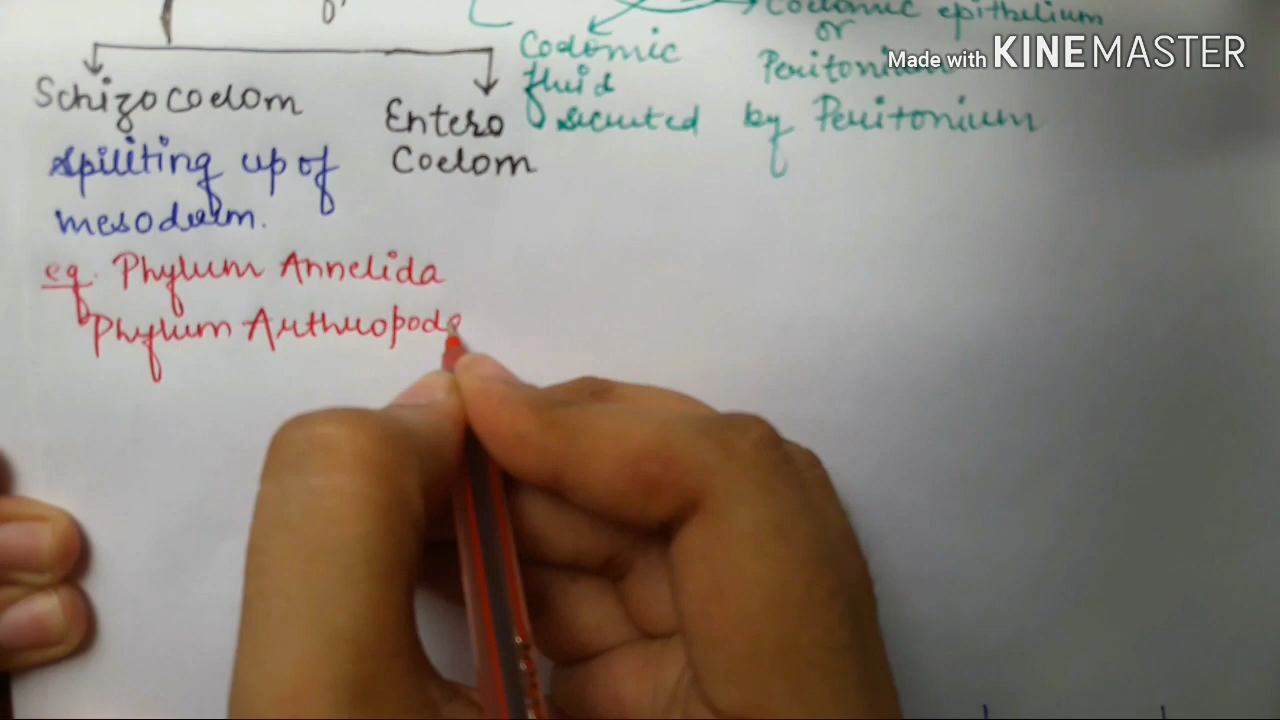 Coelomic epithelium
or
Peritonium
Made with KINEMASTER
Coelomic
fluid
secreted by Peritonium
Schizocoelom
Entero
Coelom
spiliting up of
mesoderm.
eg. Phylum Annelida
Phylum Arthropoda